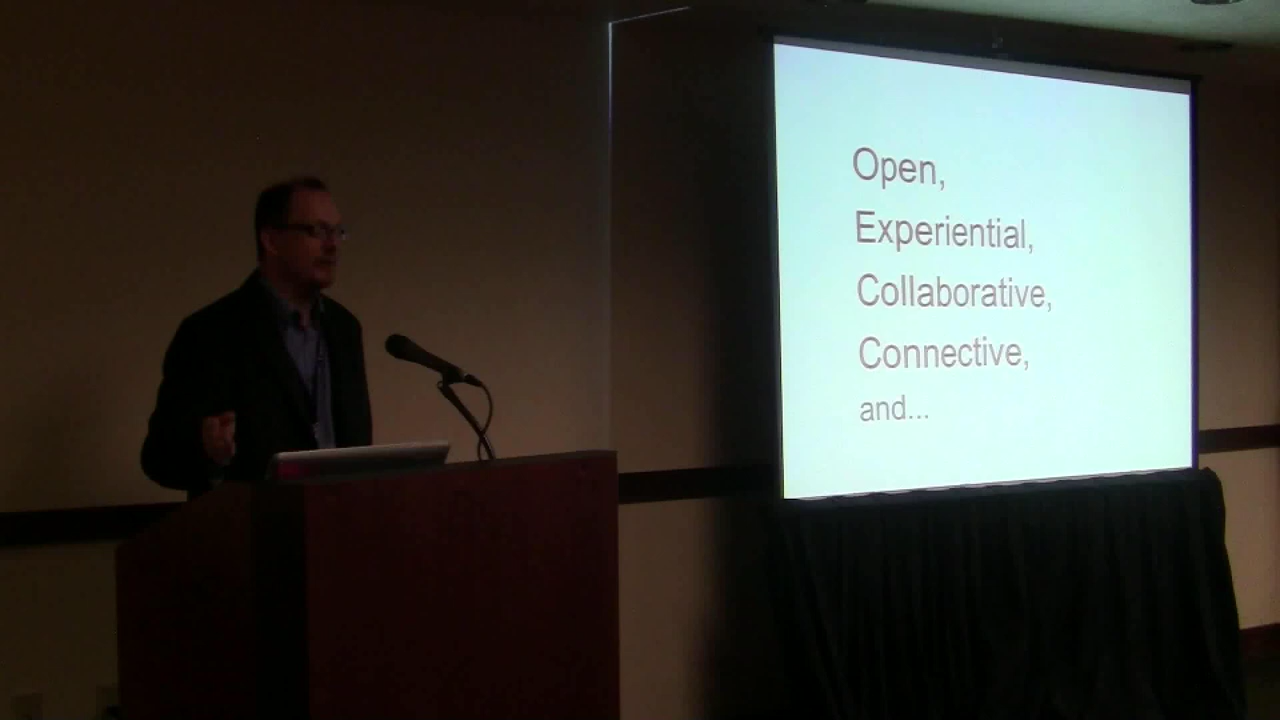 Open,
Experiential,
Collaborative,
Connective,
and...